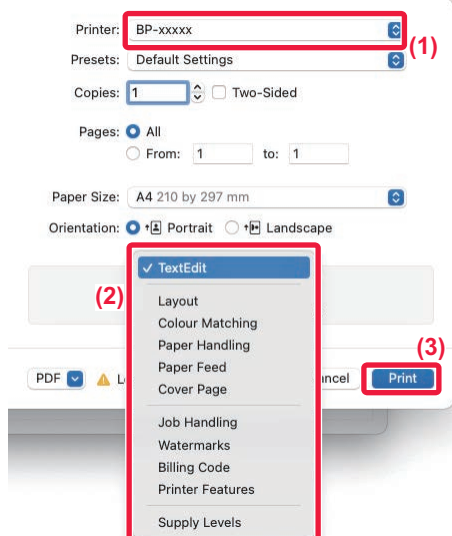 Printer: BP-xxxxx
(1)
Presets: Default Settings
Copies: 1 Two-Sided
Pages: All
From: 1 to: 1
Paper Size: A4 210 by 297 mm
Orientation: Portrait Landscape
✓ TextEdit
(2)
Layout
Colour Matching
Paper Handling
Paper Feed
Cover Page
(3)
PDF Print
Job Handling
Watermarks
Billing Code
Printer Features
Supply Levels